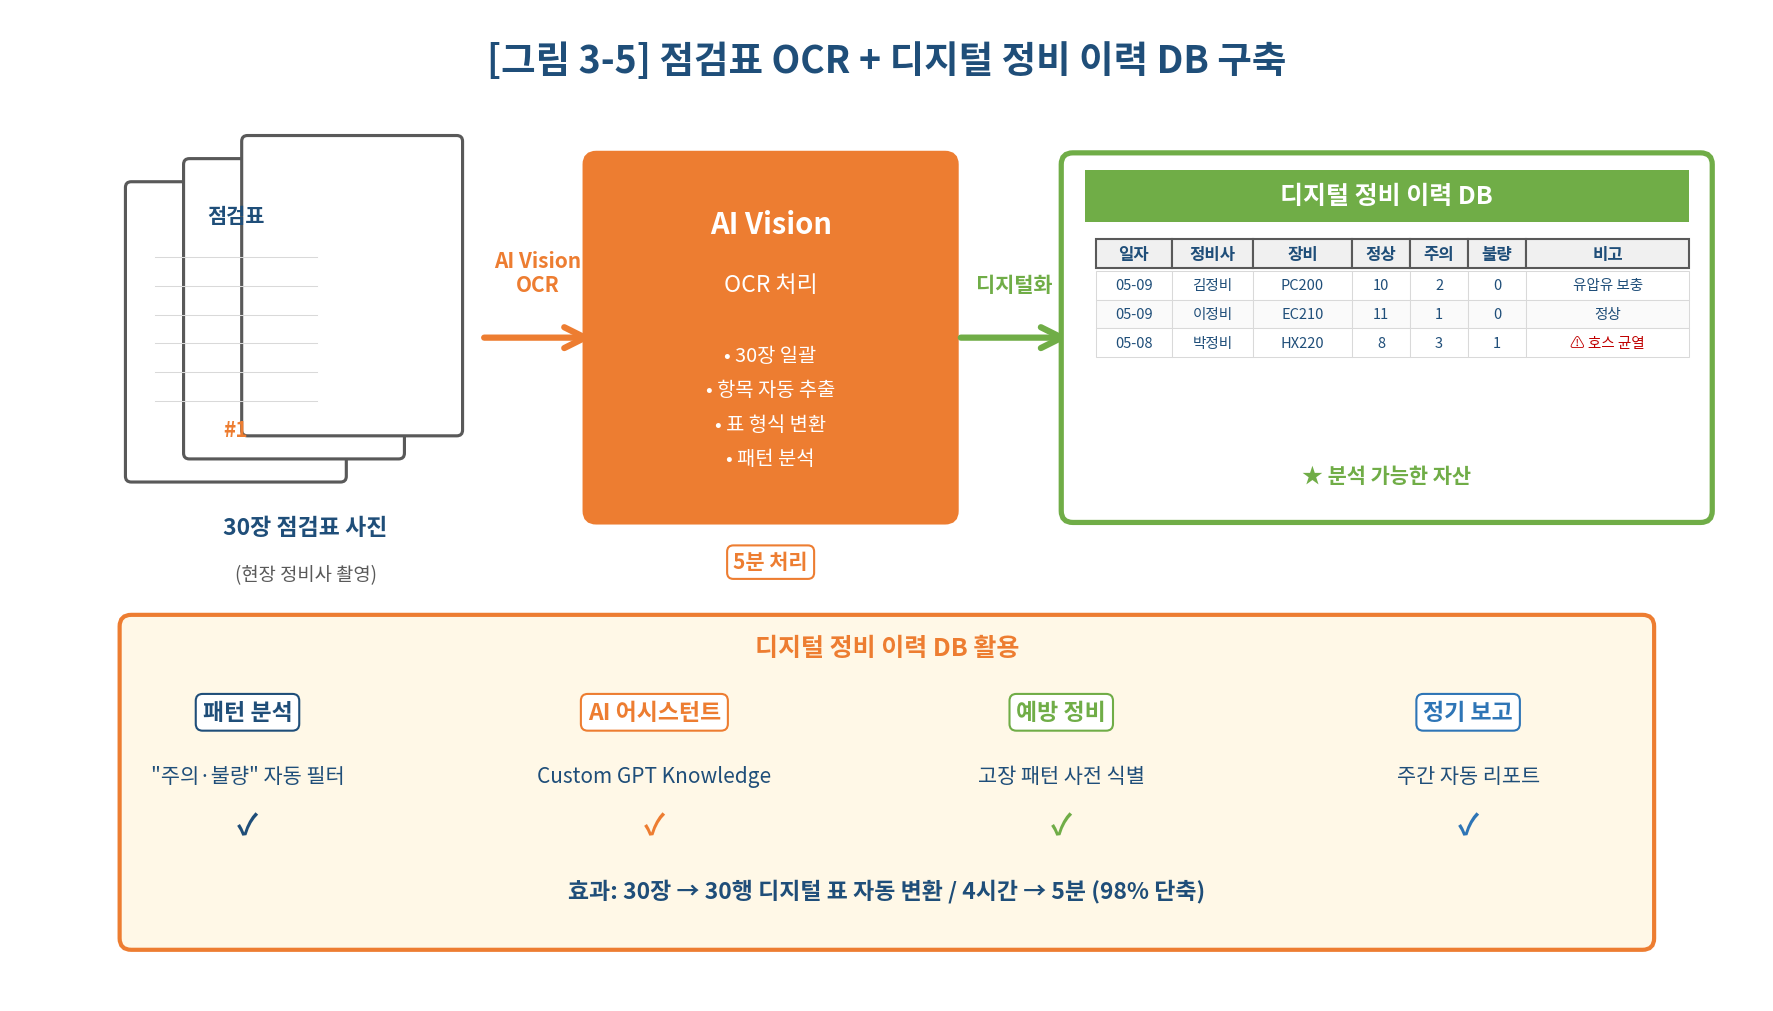 [그림 3-5] 점검표 OCR + 디지털 정비 이력 DB 구축
점검표
#1
30장 점검표 사진
(현장 정비사 촬영)
AI Vision
OCR
AI Vision
OCR 처리
• 30장 일괄
• 항목 자동 추출
• 표 형식 변환
• 패턴 분석
5분 처리
디지털화
디지털 정비 이력 DB
일자 정비사 장비 정상 주의 불량 비고
05-09 김정비 PC200 10 2 0 유압유 보충
05-09 이정비 EC210 11 1 0 정상
05-08 박정비 HX220 8 3 1 ⚠ 호스 균열
★ 분석 가능한 자산
디지털 정비 이력 DB 활용
패턴 분석
"주의·불량" 자동 필터
✓
AI 어시스턴트
Custom GPT Knowledge
✓
예방 정비
고장 패턴 사전 식별
✓
정기 보고
주간 자동 리포트
✓
효과: 30장 → 30행 디지털 표 자동 변환 / 4시간 → 5분 (98% 단축)